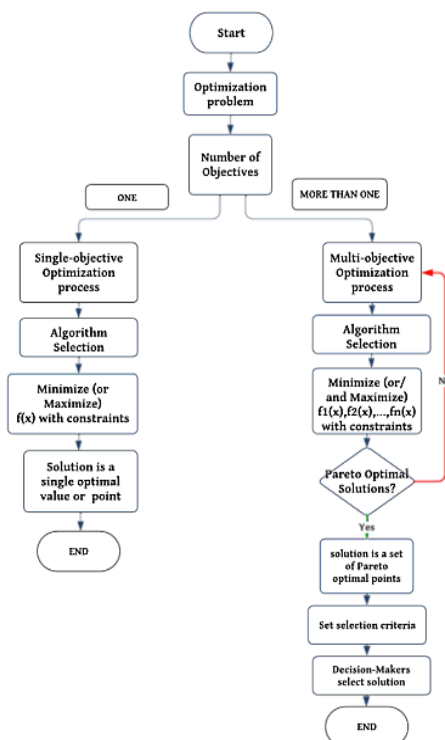 Start
Optimization
problem
Number of
Objectives
ONE
MORE THAN ONE
Single-objective
Optimization
process
Algorithm
Selection
Minimize (or
Maximize)
f(x) with constraints
Solution is a
single optimal
value or point
END
Multi-objective
Optimization
process
Algorithm
Selection
Minimize (or/
and Maximize)
f1(x),f2(x),...,fn(x)
with constraints
Pareto Optimal
Solutions?
N
Yes
solution is a set
of Pareto
optimal points
Set selection criteria
Decision-Makers
select solution
END